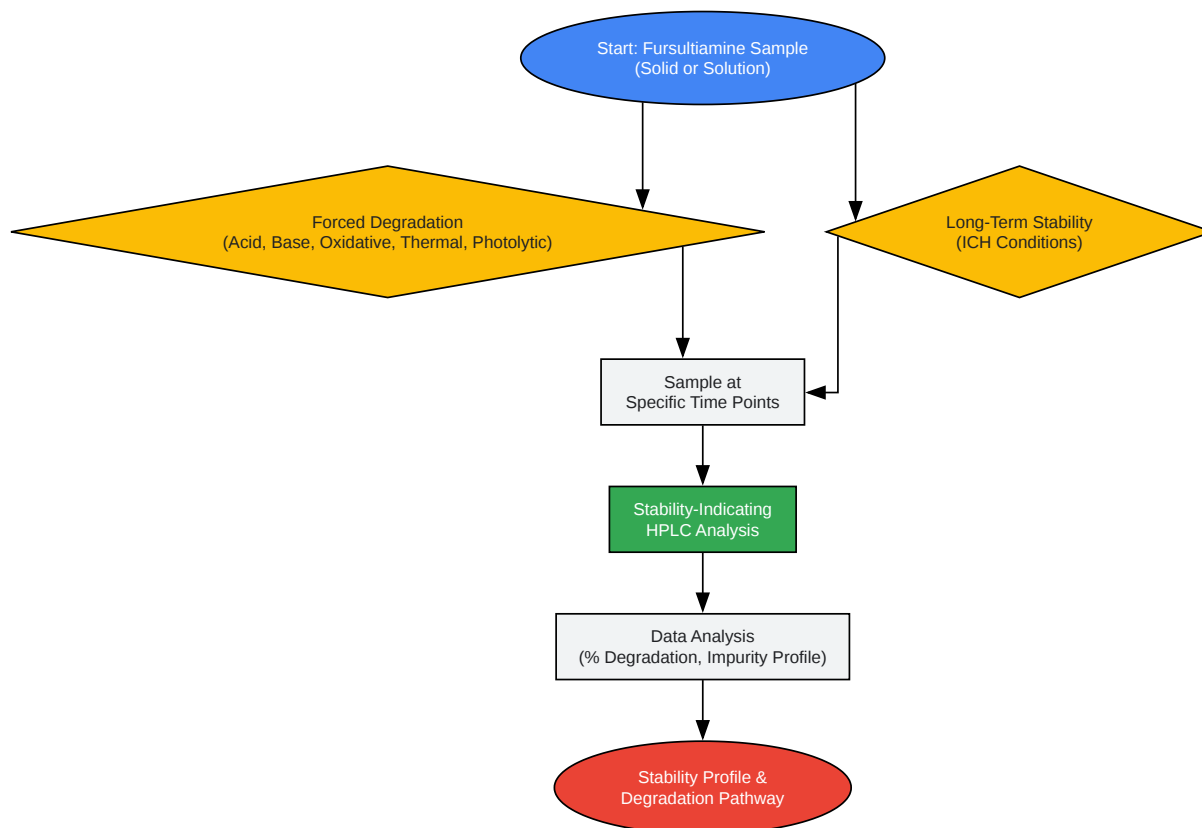 Start: Fursultiamine Sample
(Solid or Solution)
Forced Degradation
(Acid, Base, Oxidative, Thermal, Photolytic)
Long-Term Stability
(ICH Conditions)
Sample at
Specific Time Points
Stability-Indicating
HPLC Analysis
Data Analysis
(% Degradation, Impurity Profile)
Stability Profile &
Degradation Pathway